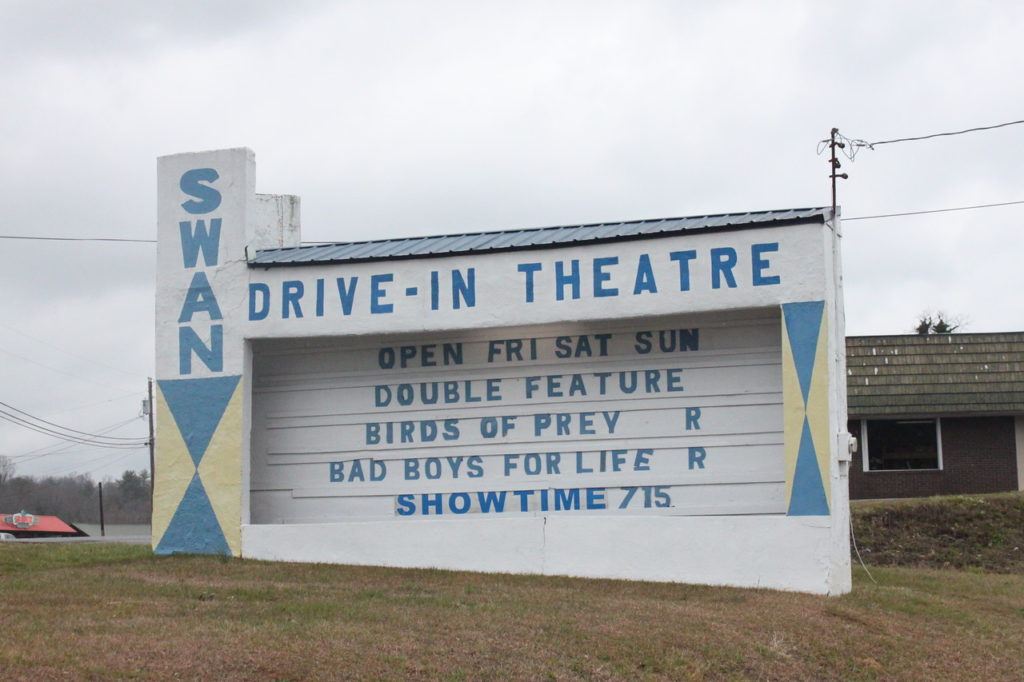 SWAN
DRIVE-IN THEATRE
OPEN FRI SAT SUN
DOUBLE FEATURE
BIRDS OF PREY R
BAD BOYS FOR LIFE R
SHOWTIME 715